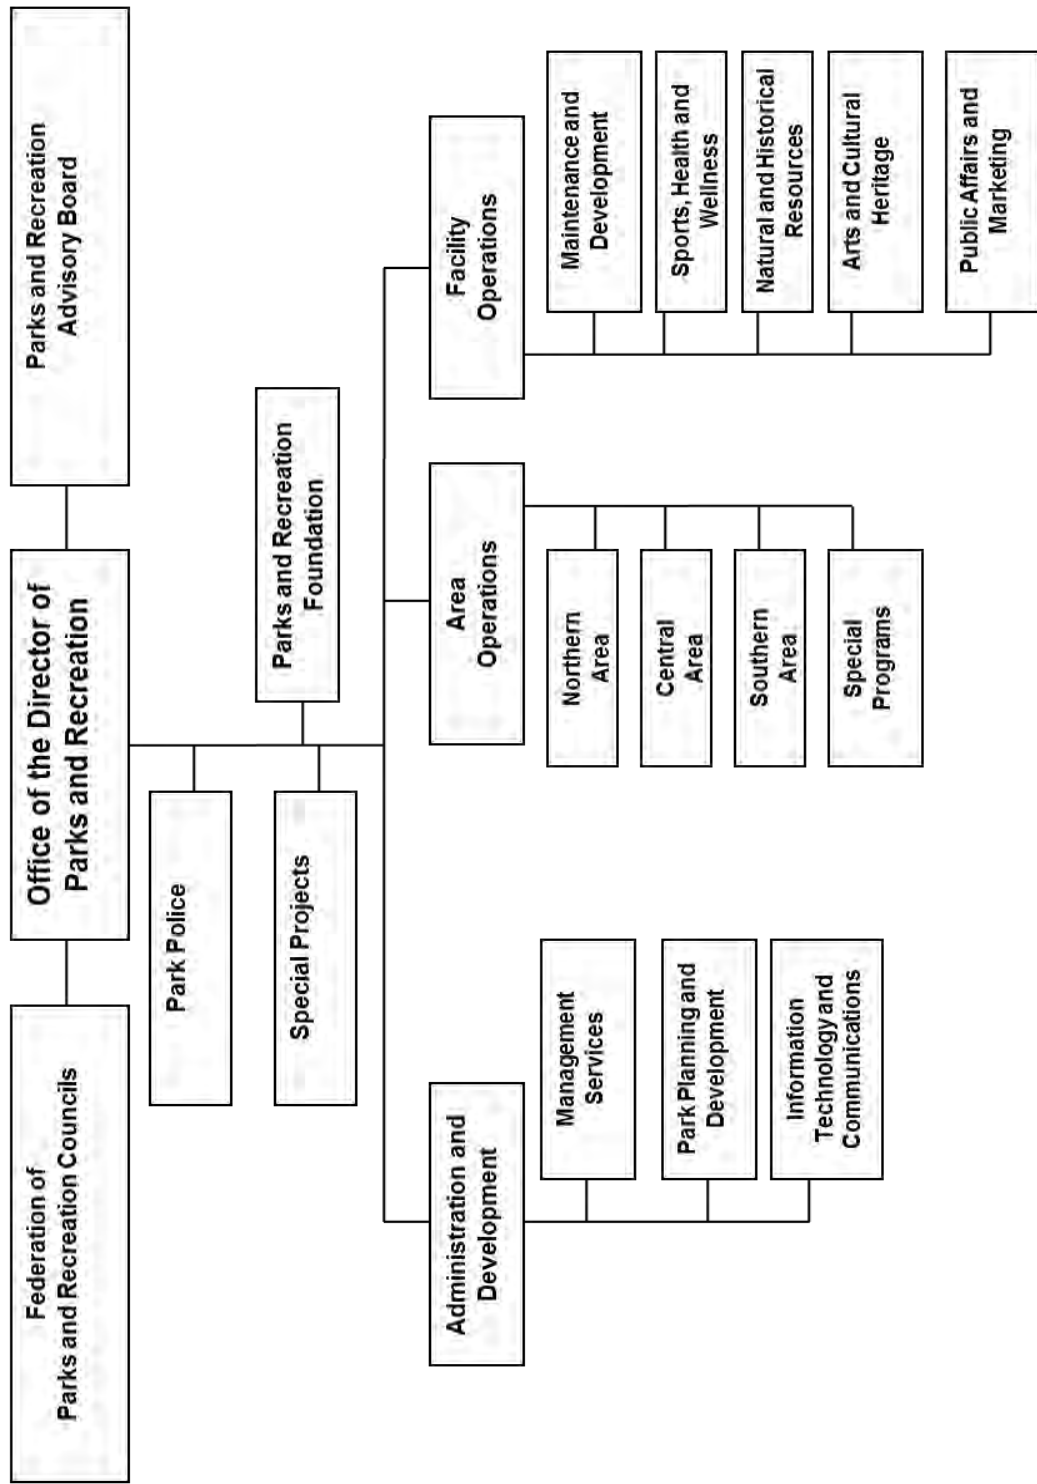 Federation of
Parks and Recreation Councils
Office of the Director of
Parks and Recreation
Parks and Recreation
Advisory Board
Park Police
Special Projects
Parks and Recreation
Foundation
Administration and
Development
Management
Services
Park Planning and
Development
Information
Technology and
Communications
Area
Operations
Northern
Area
Central
Area
Southern
Area
Special
Programs
Facility
Operations
Maintenance and
Development
Sports, Health and
Wellness
Natural and Historical
Resources
Arts and Cultural
Heritage
Public Affairs and
Marketing